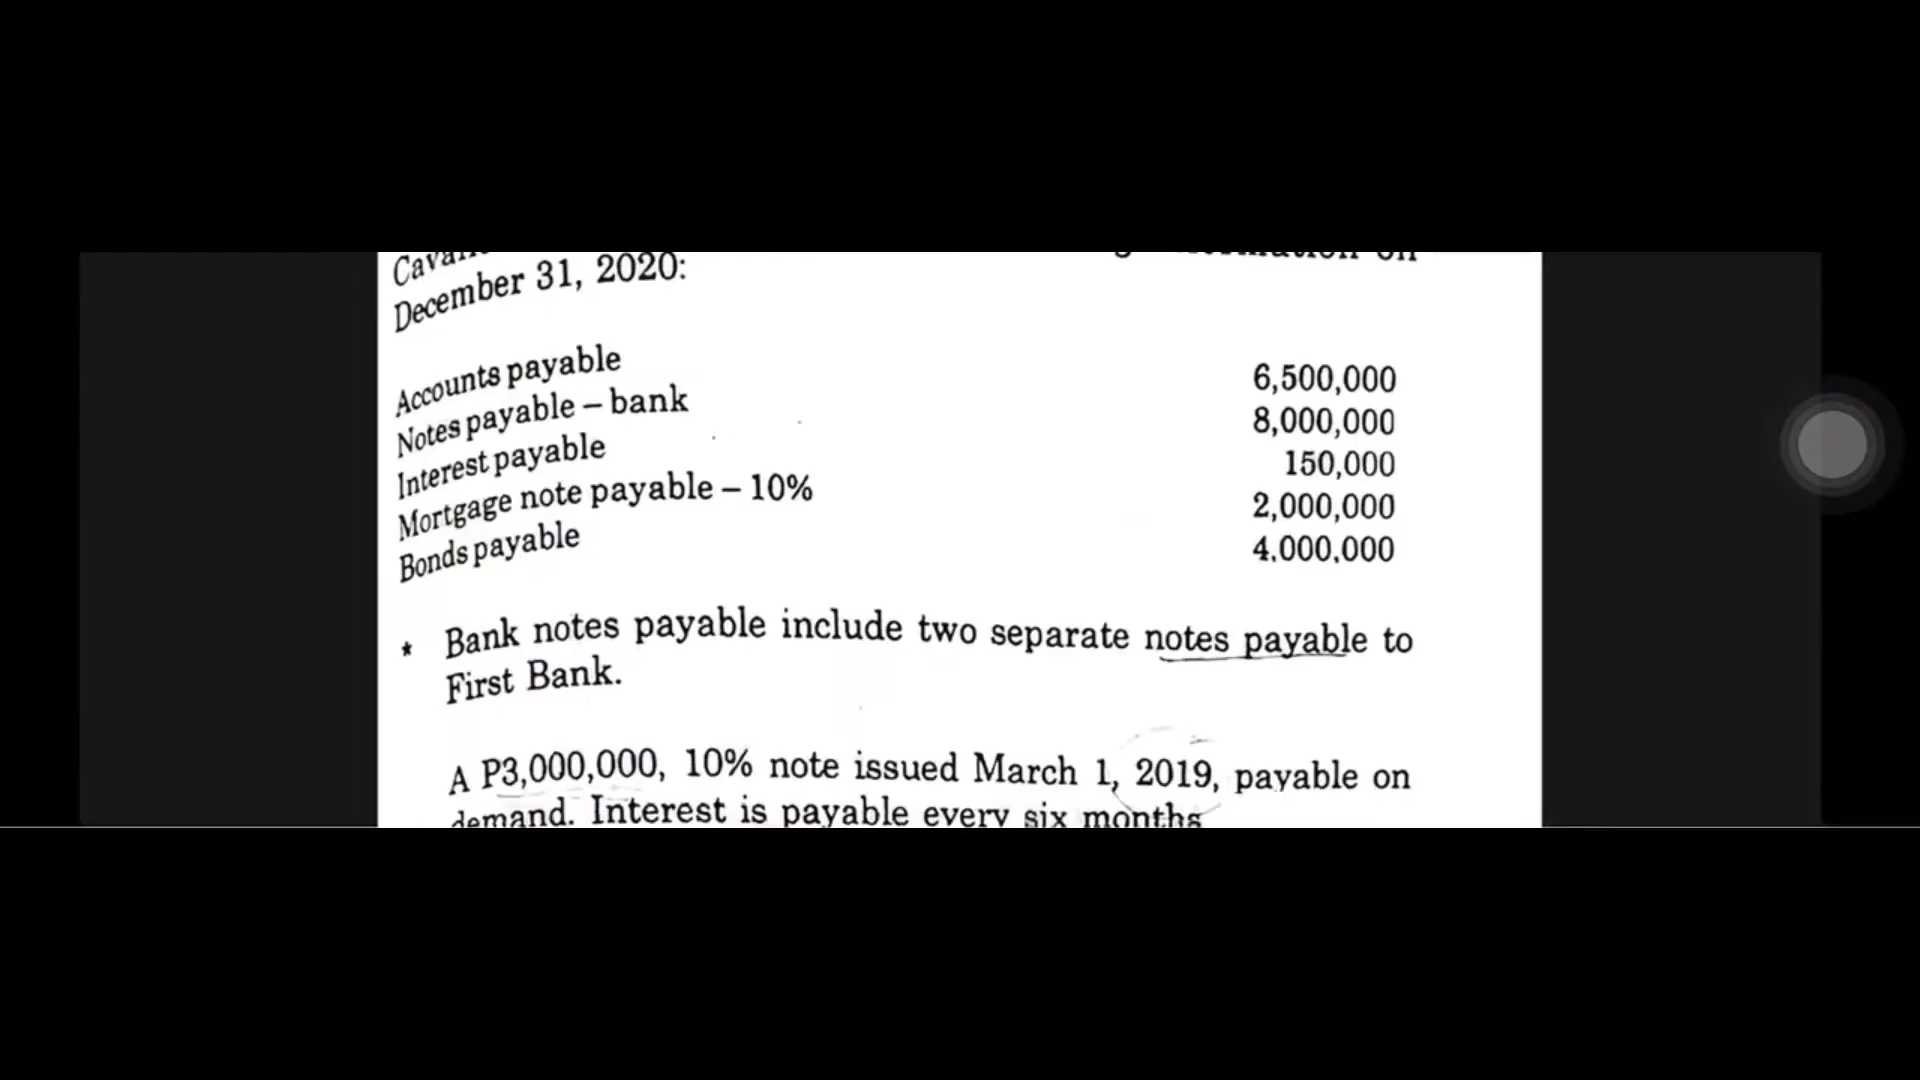 December 31, 2020:
Accounts payable 6,500,000
Notes payable – bank 8,000,000
Interest payable 150,000
Mortgage note payable – 10% 2,000,000
Bonds payable 4,000,000
* Bank notes payable include two separate notes payable to
First Bank.
A P3,000,000, 10% note issued March 1, 2019, payable on
demand. Interest is payable every six months